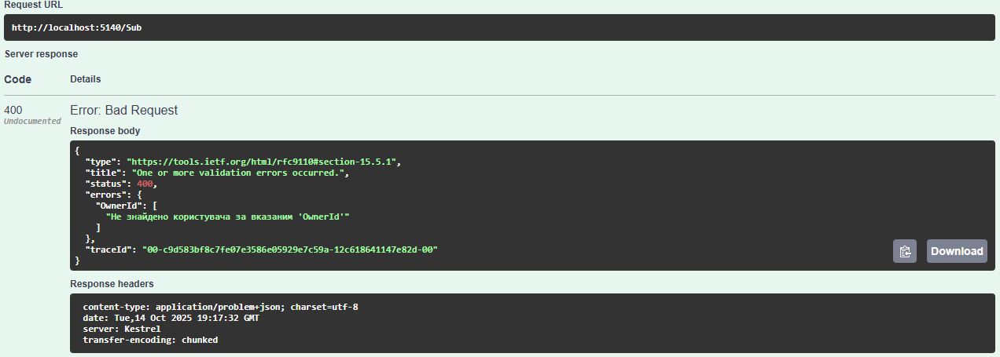 Request URL
http://localhost:5140/Sub
Server response
Code Details
400 Error: Bad Request
Undocumented
Response body
{
  "type": "https://tools.ietf.org/html/rfc9110#section-15.5.1",
  "title": "One or more validation errors occurred.",
  "status": 400,
  "errors": {
    "OwnerId": [
      "Не знайдено користувача за вказаним 'OwnerId'"
    ]
  },
  "traceId": "00-c9d583bf8c7fe07e3586e05929e7c59a-12c618641147e82d-00"
}
Download
Response headers
content-type: application/problem+json; charset=utf-8
date: Tue,14 Oct 2025 19:17:32 GMT
server: Kestrel
transfer-encoding: chunked